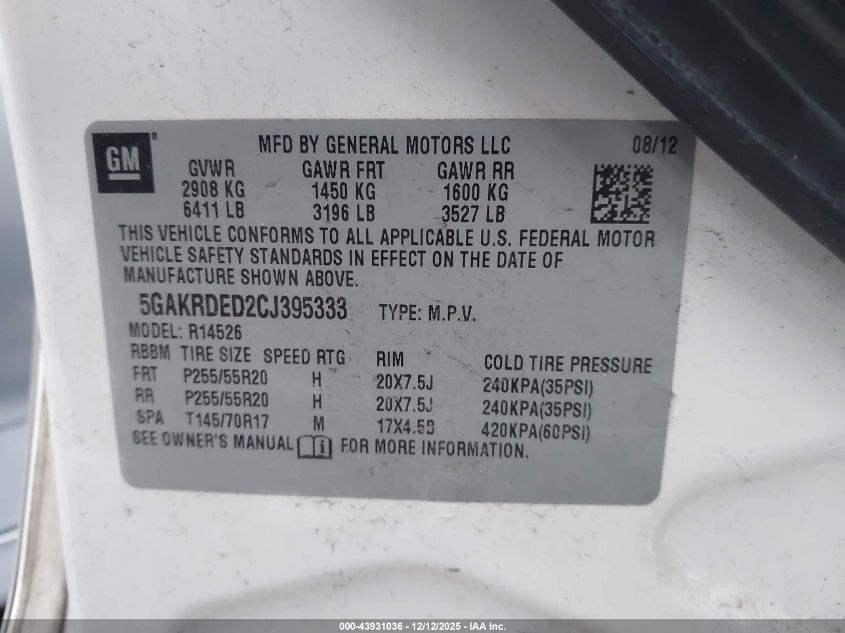 GM ®
MFD BY GENERAL MOTORS LLC 08/12
GVWR GAWR FRT GAWR RR
2908 KG 1450 KG 1600 KG
6411 LB 3196 LB 3527 LB
THIS VEHICLE CONFORMS TO ALL APPLICABLE U.S. FEDERAL MOTOR
VEHICLE SAFETY STANDARDS IN EFFECT ON THE DATE OF
MANUFACTURE SHOWN ABOVE.
5GAKRDED2CJ395333 TYPE: M.P.V.
MODEL: R14526
RBBM TIRE SIZE SPEED RTG RIM COLD TIRE PRESSURE
FRT P255/55R20 H 20X7.5J 240KPA(35PSI)
RR P255/55R20 H 20X7.5J 240KPA(35PSI)
SPA T145/70R17 M 17X4.5B 420KPA(60PSI)
SEE OWNER'S MANUAL FOR MORE INFORMATION.
000-43931036 - 12/12/2025 - IAA Inc.